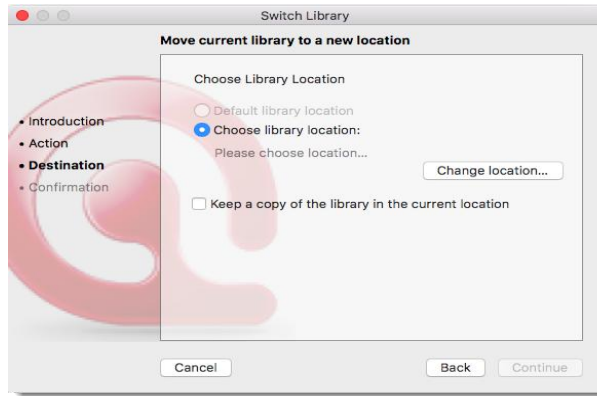 Switch Library
Move current library to a new location
Choose Library Location
Default library location
Choose library location:
Please choose location...
Change location...
Keep a copy of the library in the current location
• Introduction
• Action
• Destination
• Confirmation
Cancel
Back
Continue